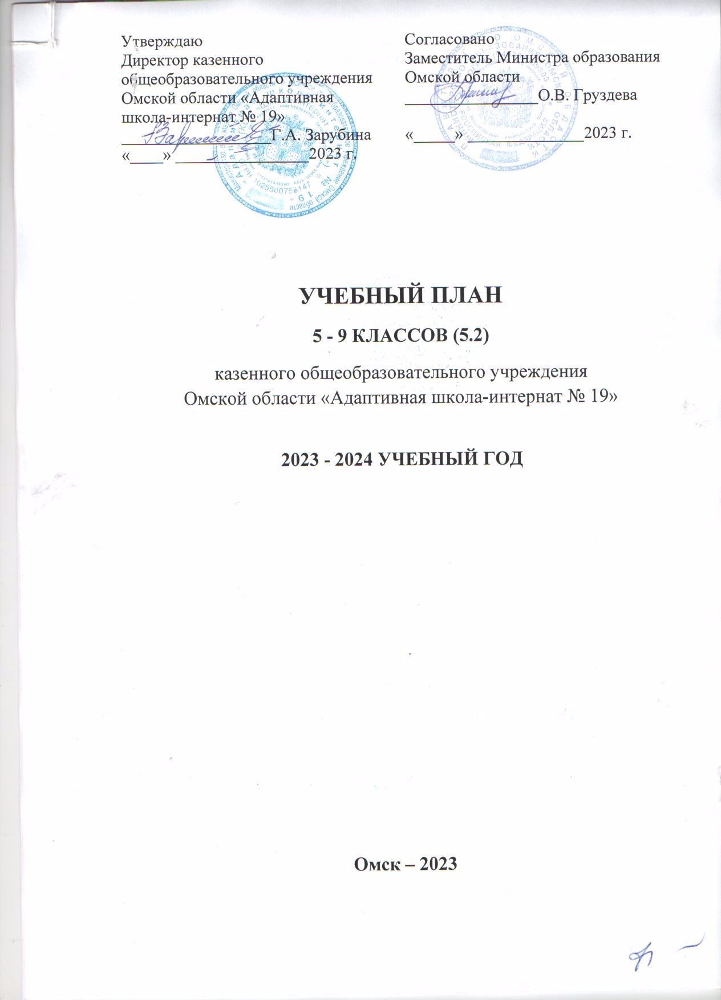 Утверждаю
Директор казенного
общеобразовательного учреждения
Омской области «Адаптивная
школа-интернат № 19»
____________________Г.А. Зарубина
«____» ________________2023 г.
Согласовано
Заместитель Министра образования
Омской области
________________О.В. Груздева
«_____» ______________2023 г.
УЧЕБНЫЙ ПЛАН
5 - 9 КЛАССОВ (5.2)
казенного общеобразовательного учреждения
Омской области «Адаптивная школа-интернат № 19»
2023 - 2024 УЧЕБНЫЙ ГОД
Омск – 2023